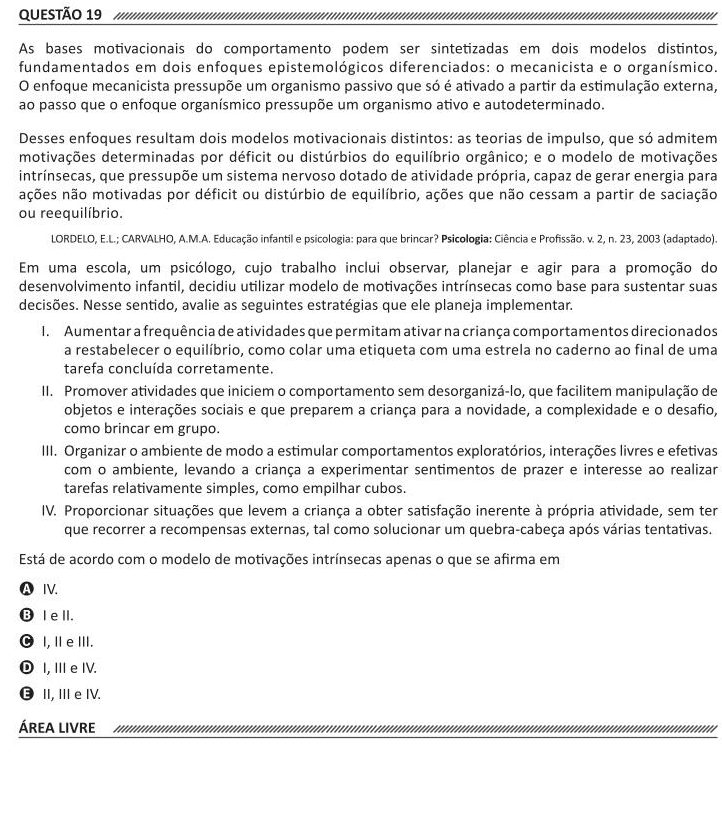 QUESTÃO 19
As bases motivacionais do comportamento podem ser sintetizadas em dois modelos distintos,
fundamentados em dois enfoques epistemológicos diferenciados: o mecanicista e o organísmico.
O enfoque mecanicista pressupõe um organismo passivo que só é ativado a partir da estimulação externa,
ao passo que o enfoque organísmico pressupõe um organismo ativo e autodeterminado.
Desses enfoques resultam dois modelos motivacionais distintos: as teorias de impulso, que só admitem
motivações determinadas por déficit ou distúrbios do equilíbrio orgânico; e o modelo de motivações
intrínsecas, que pressupõe um sistema nervoso dotado de atividade própria, capaz de gerar energia para
ações não motivadas por déficit ou distúrbio de equilíbrio, ações que não cessam a partir de saciação
ou reequilíbrio.
LORDELO, E.L.; CARVALHO, A.M.A. Educação infantil e psicologia: para que brincar? Psicologia: Ciência e Profissão. v. 2, n. 23, 2003 (adaptado).
Em uma escola, um psicólogo, cujo trabalho inclui observar, planejar e agir para a promoção do
desenvolvimento infantil, decidiu utilizar modelo de motivações intrínsecas como base para sustentar suas
decisões. Nesse sentido, avalie as seguintes estratégias que ele planeja implementar.
I. Aumentar a frequência de atividades que permitam ativar na criança comportamentos direcionados
a restabelecer o equilíbrio, como colar uma etiqueta com uma estrela no caderno ao final de uma
tarefa concluída corretamente.
II. Promover atividades que iniciem o comportamento sem desorganizá-lo, que facilitem manipulação de
objetos e interações sociais e que preparem a criança para a novidade, a complexidade e o desafio,
como brincar em grupo.
III. Organizar o ambiente de modo a estimular comportamentos exploratórios, interações livres e efetivas
com o ambiente, levando a criança a experimentar sentimentos de prazer e interesse ao realizar
tarefas relativamente simples, como empilhar cubos.
IV. Proporcionar situações que levem a criança a obter satisfação inerente à própria atividade, sem ter
que recorrer a recompensas externas, tal como solucionar um quebra-cabeça após várias tentativas.
Está de acordo com o modelo de motivações intrínsecas apenas o que se afirma em
A IV.
B I e II.
C I, II e III.
D I, III e IV.
E II, III e IV.
ÁREA LIVRE